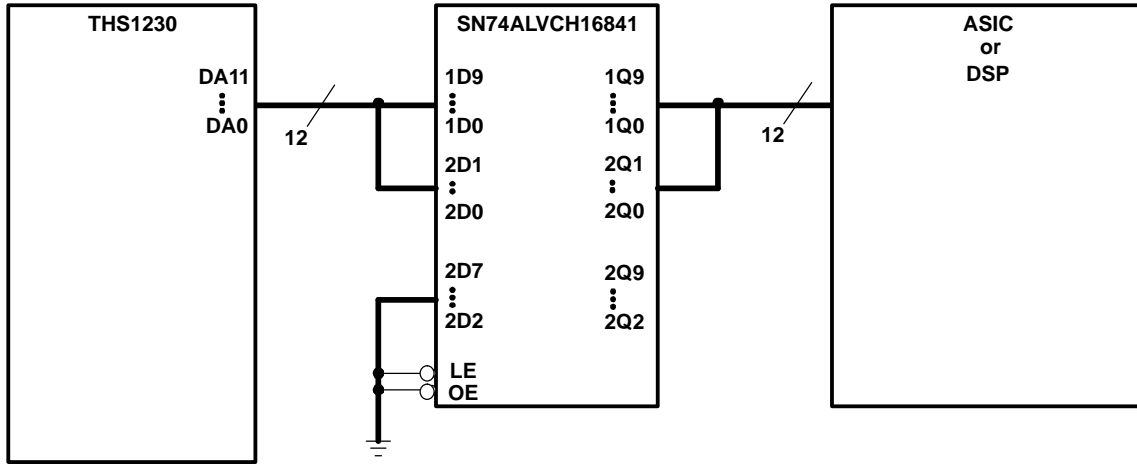 THS1230
DA11
DA0
12
SN74ALVCH16841
1D9
1D0
2D1
2D0
2D7
2D2
LE
OE
1Q9
1Q0
2Q1
2Q0
2Q9
2Q2
12
ASIC
or
DSP